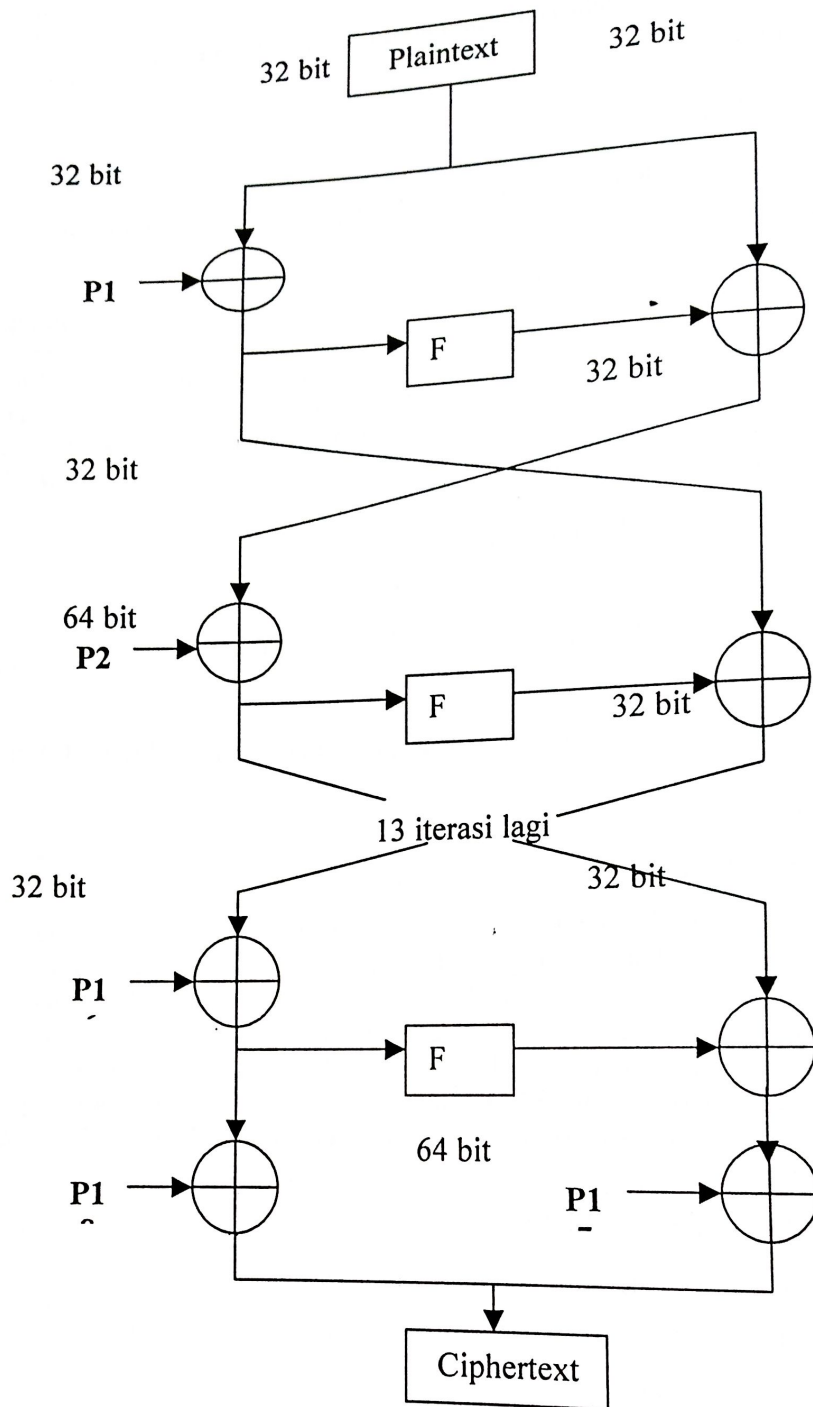 32 bit
Plaintext
32 bit
32 bit
P1
F
32 bit
32 bit
64 bit
P2
F
32 bit
13 iterasi lagi
32 bit
32 bit
P1
F
64 bit
P1
P1
Ciphertext